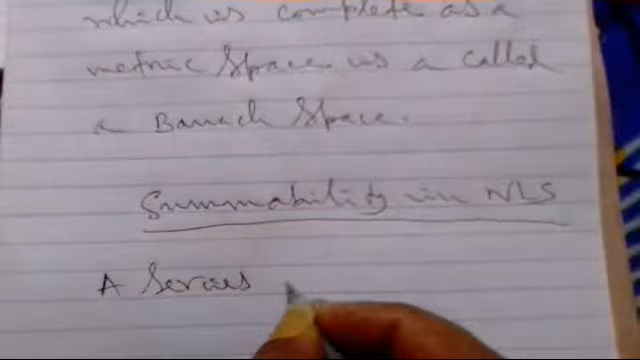 which is complete as a
metric space is a called
a Banach Space.
Summability in NLS
A Series